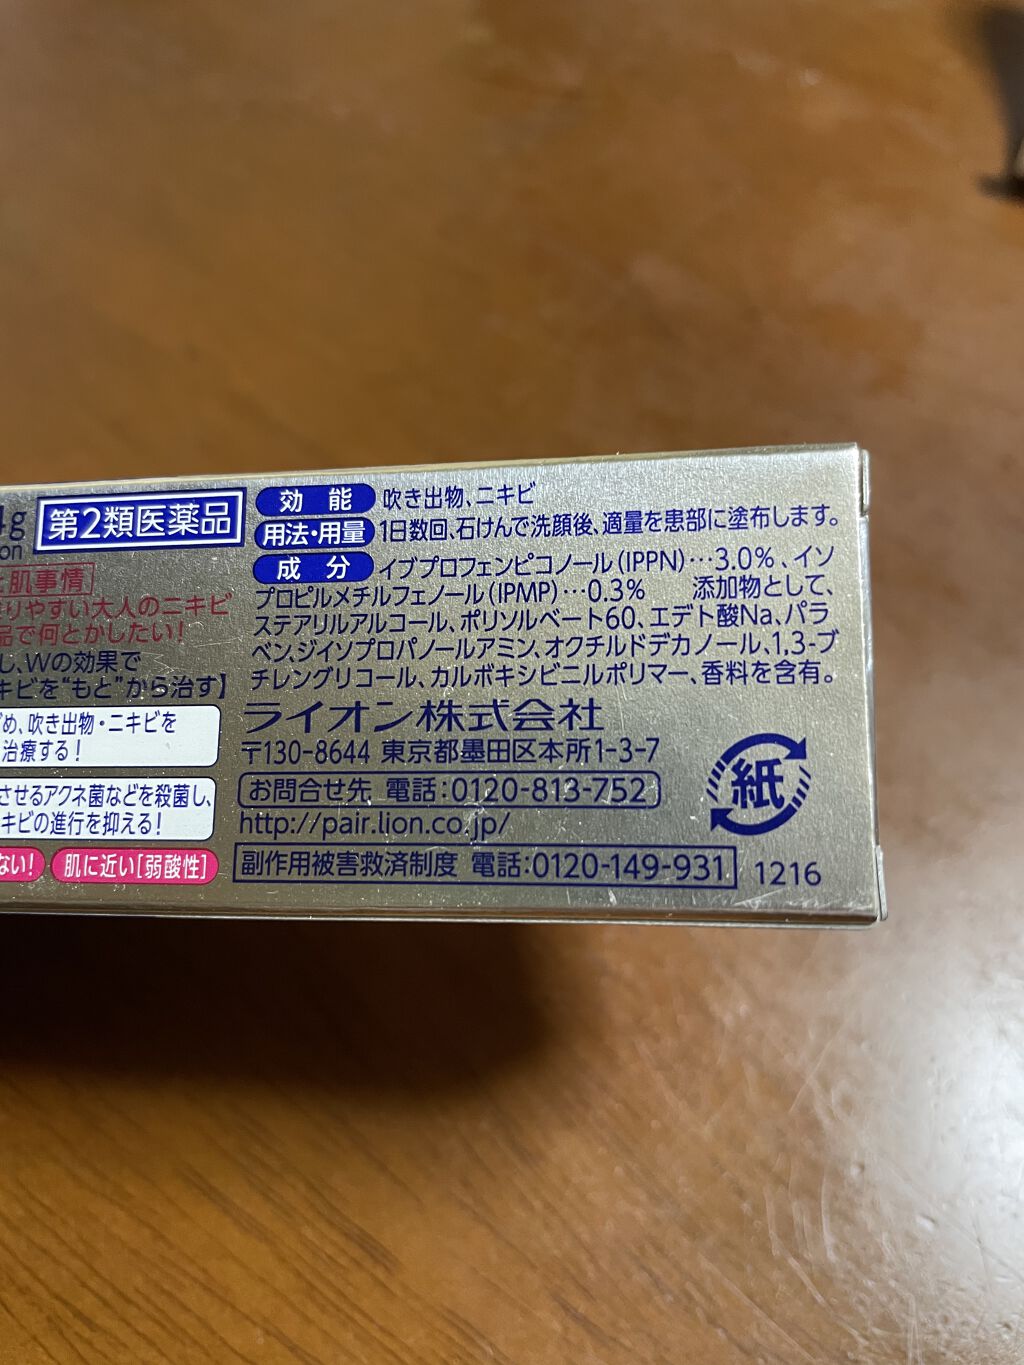 4g
on
第2類医薬品
と肌事情
りやすい大人のニキビ
品で何とかしたい!
し、Wの効果で
キビを“もと”から治す】
め、吹き出物・ニキビを
治療する!
させるアクネ菌などを殺菌し、
キビの進行を抑える!
ない!
肌に近い[弱酸性]
効 能 吹き出物、ニキビ
用法・用量 1日数回、石けんで洗顔後、適量を患部に塗布します。
成 分 イブプロフェンピコノール(IPPN)…3.0%、イソ
プロピルメチルフェノール(IPMP)…0.3% 添加物として、
ステアリルアルコール、ポリソルベート60、エデト酸Na、パラ
ベン、ジイソプロパノールアミン、オクチルドデカノール、1.3-ブ
チレングリコール、カルボキシビニルポリマー、香料を含有。
ライオン株式会社
〒130-8644 東京都墨田区本所1-3-7
お問合せ先 電話:0120-813-752
http://pair.lion.co.jp/
副作用被害救済制度 電話:0120-149-931
1216
紙